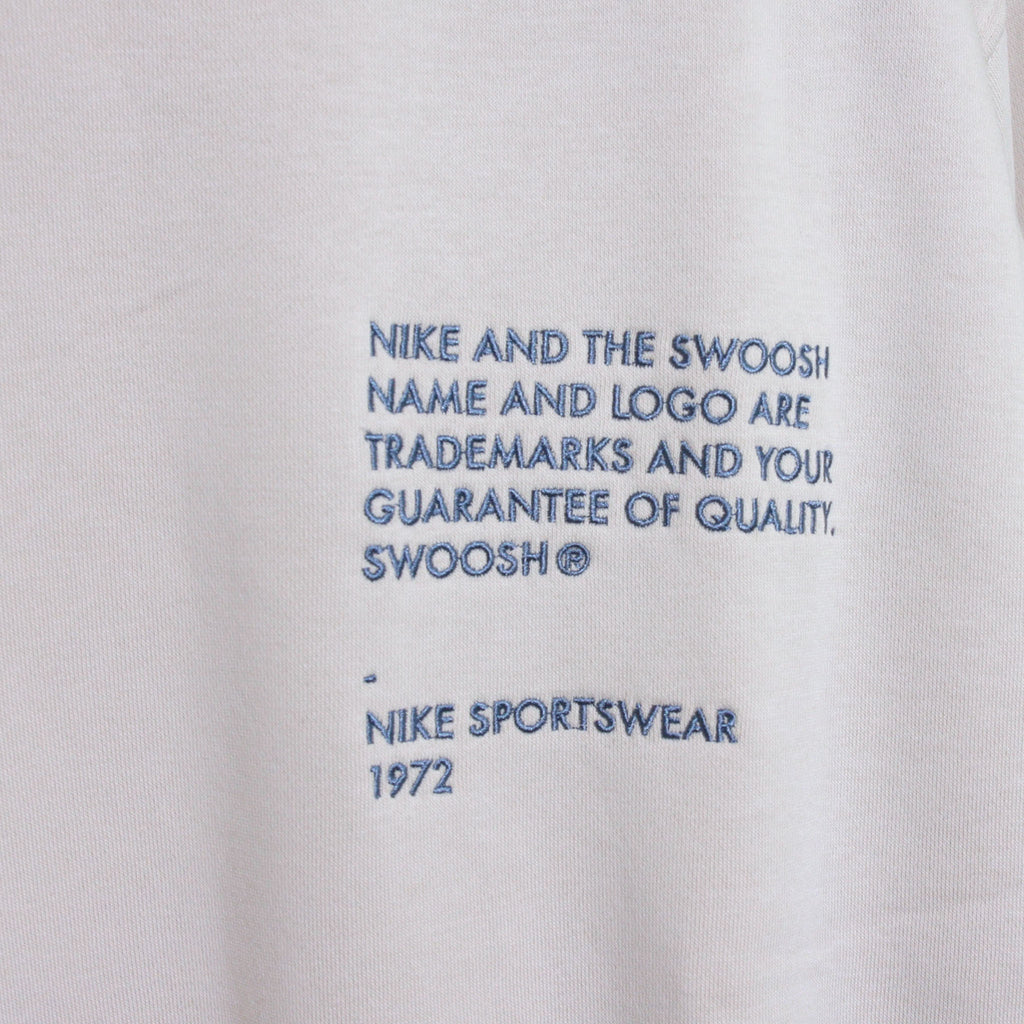 NIKE AND THE SWOOSH
NAME AND LOGO ARE
TRADEMARKS AND YOUR
GUARANTEE OF QUALITY.
SWOOSH®
-
NIKE SPORTSWEAR
1972